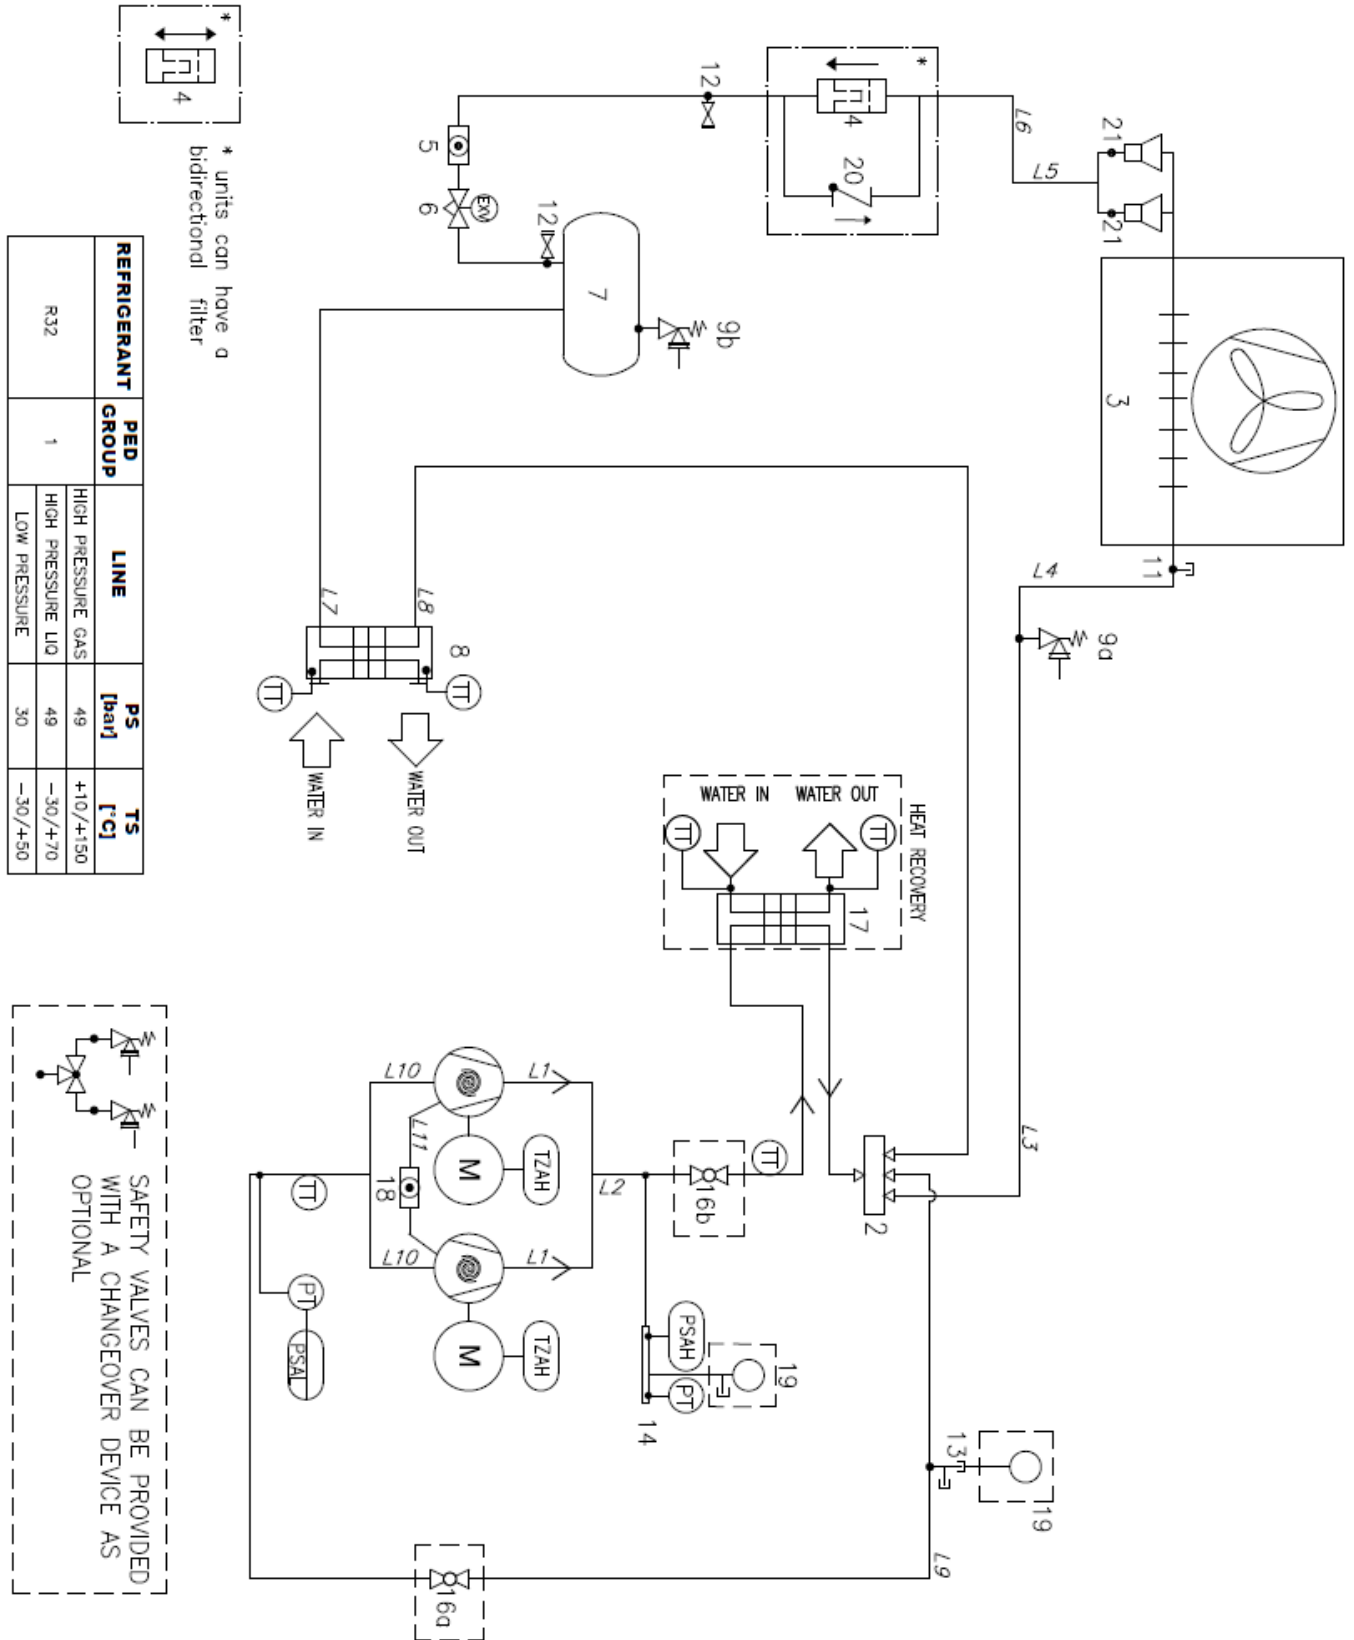 *
4
* units can have a
bidirectional filter
REFRIGERANT
PED
GROUP
LINE
PS
[bar]
TS
[°C]
R32
1
HIGH PRESSURE GAS
49
+10/+150
HIGH PRESSURE LIQ
49
-30/+70
LOW PRESSURE
30
-30/+50
*
4
20
12
L6
L5
21
21
5
EXV
6
12
7
9b
3
11
L4
9a
L3
L7
L8
8
TT
TT
WATER IN
WATER OUT
HEAT RECOVERY
WATER IN
WATER OUT
TT
TT
17
2
TT
16b
L2
L1
L1
L10
L10
L11
18
M
M
TZAH
TZAH
TT
PT
PSAL
PSAH
PT
14
19
13
19
L9
16a
SAFETY VALVES CAN BE PROVIDED
WITH A CHANGEOVER DEVICE AS
OPTIONAL